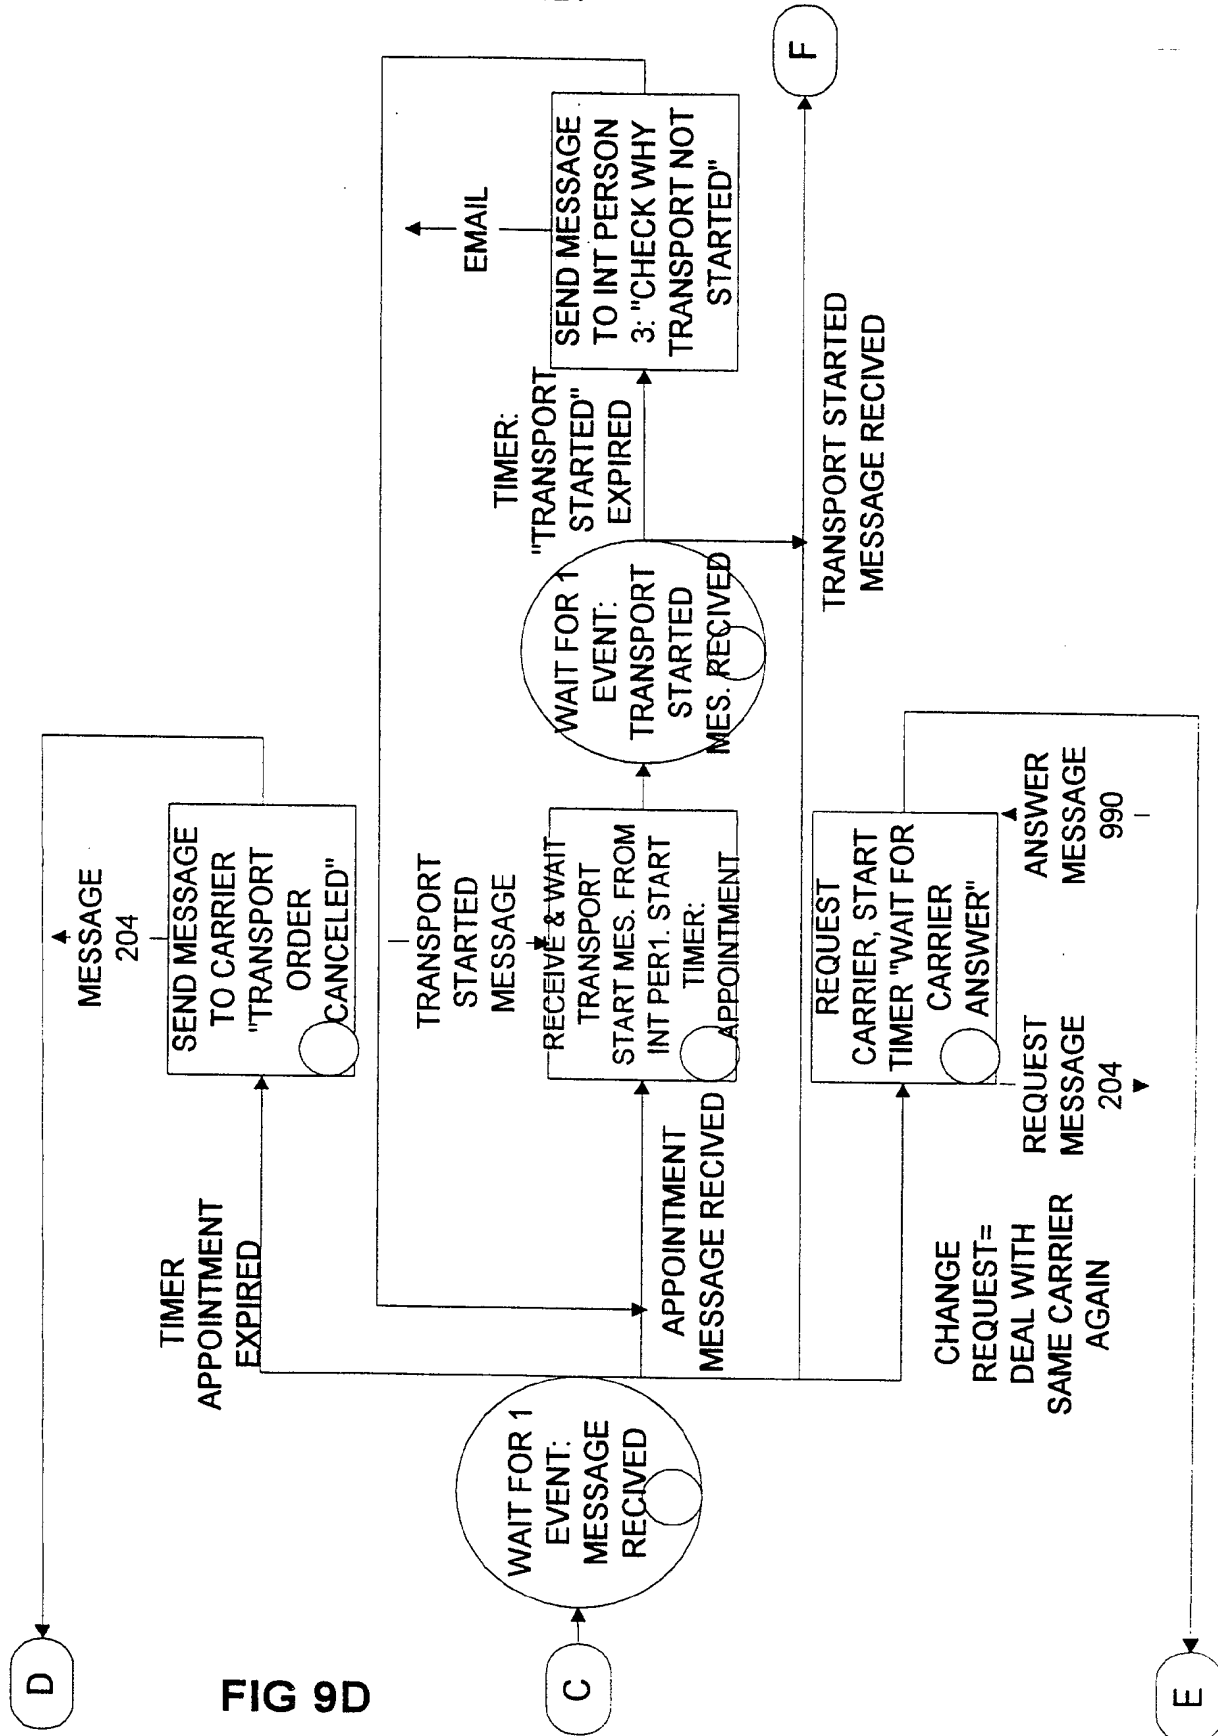 D
MESSAGE
204
SEND MESSAGE
TO CARRIER
"TRANSPORT
ORDER
CANCELED"
TIMER
APPOINTMENT
EXPIRED
C
WAIT FOR 1
EVENT:
MESSAGE
RECIVED
TRANSPORT
STARTED
MESSAGE
RECEIVE & WAIT
TRANSPORT
START MES. FROM
INT PER1. START
TIMER:
APPOINTMENT
APPOINTMENT
MESSAGE RECIVED
WAIT FOR 1
EVENT:
TRANSPORT
STARTED
MES. RECIVED
TIMER:
"TRANSPORT
STARTED"
EXPIRED
EMAIL
SEND MESSAGE
TO INT PERSON
3: "CHECK WHY
TRANSPORT NOT
STARTED"
F
TRANSPORT STARTED
MESSAGE RECIVED
CHANGE
REQUEST=
DEAL WITH
SAME CARRIER
AGAIN
REQUEST
CARRIER, START
TIMER "WAIT FOR
CARRIER
ANSWER"
REQUEST
MESSAGE
204
ANSWER
MESSAGE
990
E
FIG 9D